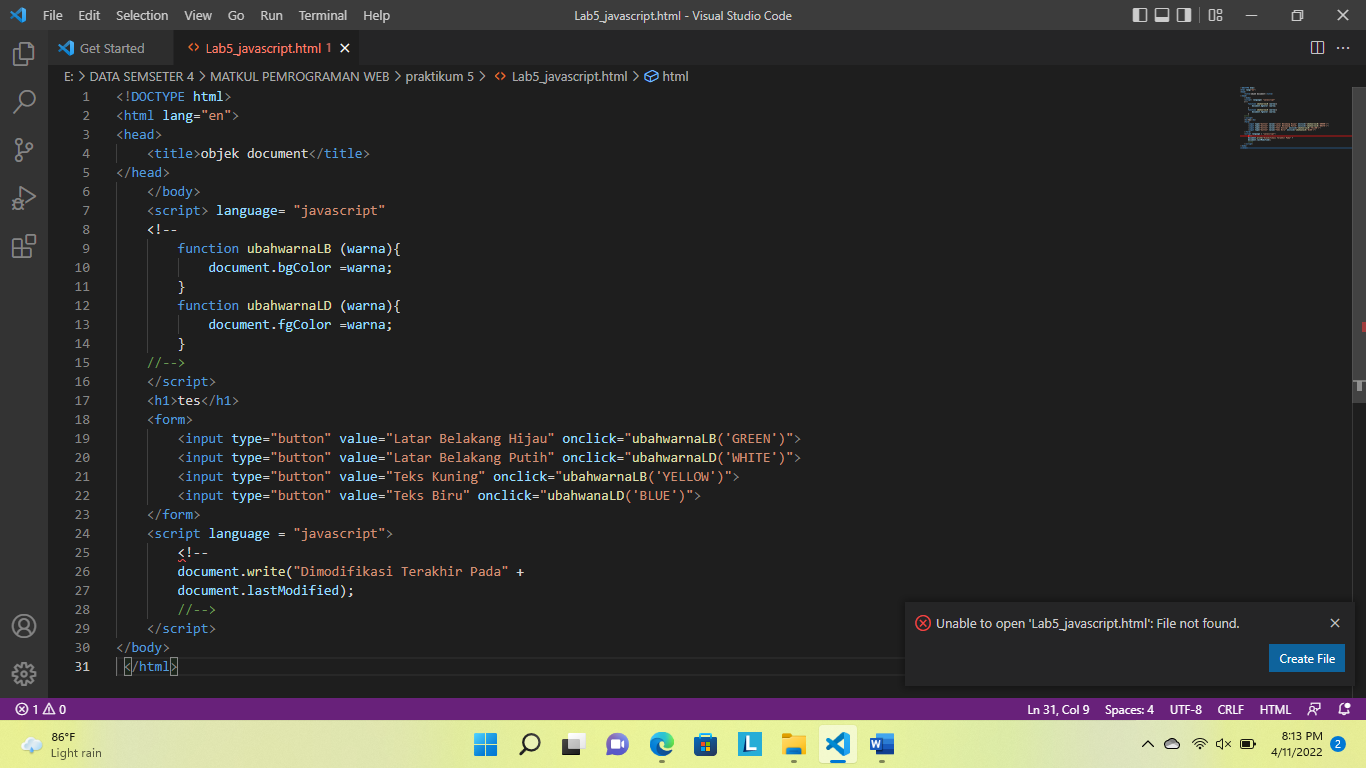 File Edit Selection View Go Run Terminal Help Lab5_javascript.html - Visual Studio Code
Get Started Lab5_javascript.html 1
E: > DATA SEMSETER 4 > MATKUL PEMROGRAMAN WEB > praktikum 5 > Lab5_javascript.html > html
1 <!DOCTYPE html>
2 <html lang="en">
3 <head>
4 <title>objek document</title>
5 </head>
6 </body>
7 <script> language= "javascript"
8 <!--
9 function ubahwarnaLB (warna){
10 document.bgColor =warna;
11 }
12 function ubahwarnaLD (warna){
13 document.fgColor =warna;
14 }
15 //-->
16 </script>
17 <h1>tes</h1>
18 <form>
19 <input type="button" value="Latar Belakang Hijau" onclick="ubahwarnaLB('GREEN')">
20 <input type="button" value="Latar Belakang Putih" onclick="ubahwarnaLD('WHITE')">
21 <input type="button" value="Teks Kuning" onclick="ubahwarnaLB('YELLOW')">
22 <input type="button" value="Teks Biru" onclick="ubahwanaLD('BLUE')">
23 </form>
24 <script language = "javascript">
25 <!--
26 document.write("Dimodifikasi Terakhir Pada" +
27 document.lastModified);
28 //-->
29 </script>
30 </body>
31 </html>
Unable to open 'Lab5_javascript.html': File not found.
Create File
1 0 Ln 31, Col 9 Spaces: 4 UTF-8 CRLF HTML
86°F
Light rain
L
W
8:13 PM
4/11/2022
2